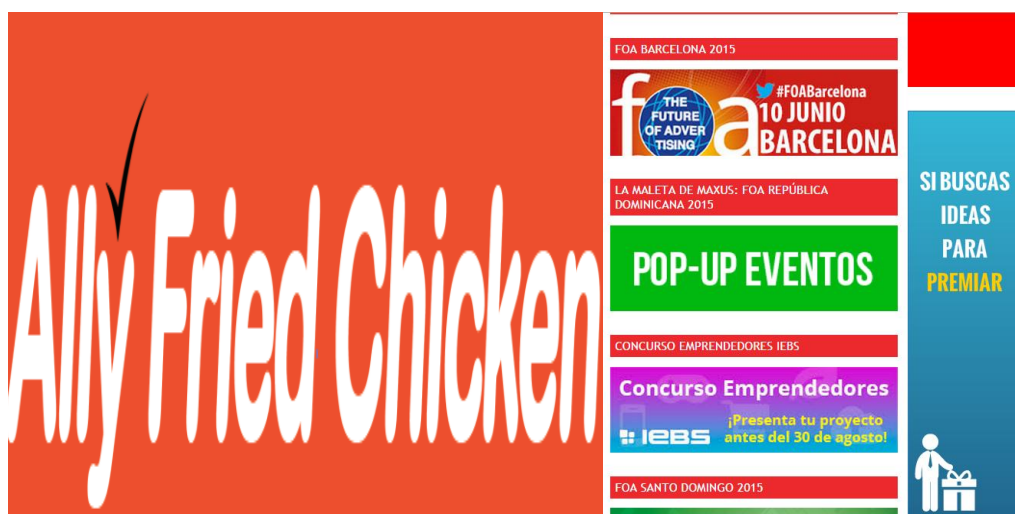 Ally Fried Chicken
FOA BARCELONA 2015
foa
THE
FUTURE
OF ADVER
TISING
#FOABarcelona
10 JUNIO
BARCELONA
LA MALETA DE MAXUS: FOA REPÚBLICA
DOMINICANA 2015
POP-UP EVENTOS
CONCURSO EMPRENDEDORES IEBS
Concurso Emprendedores
IEBS
¡Presenta tu proyecto
antes del 30 de agosto!
FOA SANTO DOMINGO 2015
SI BUSCAS
IDEAS
PARA
PREMIAR